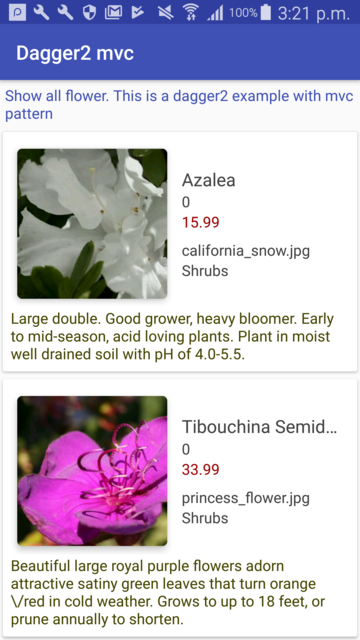 100% 3:21 p.m.
Dagger2 mvc
Show all flower. This is a dagger2 example with mvc
pattern
Azalea
0
15.99
california_snow.jpg
Shrubs
Large double. Good grower, heavy bloomer. Early
to mid-season, acid loving plants. Plant in moist
well drained soil with pH of 4.0-5.5.
Tibouchina Semid...
0
33.99
princess_flower.jpg
Shrubs
Beautiful large royal purple flowers adorn
attractive satiny green leaves that turn orange
\/red in cold weather. Grows to up to 18 feet, or
prune annually to shorten.